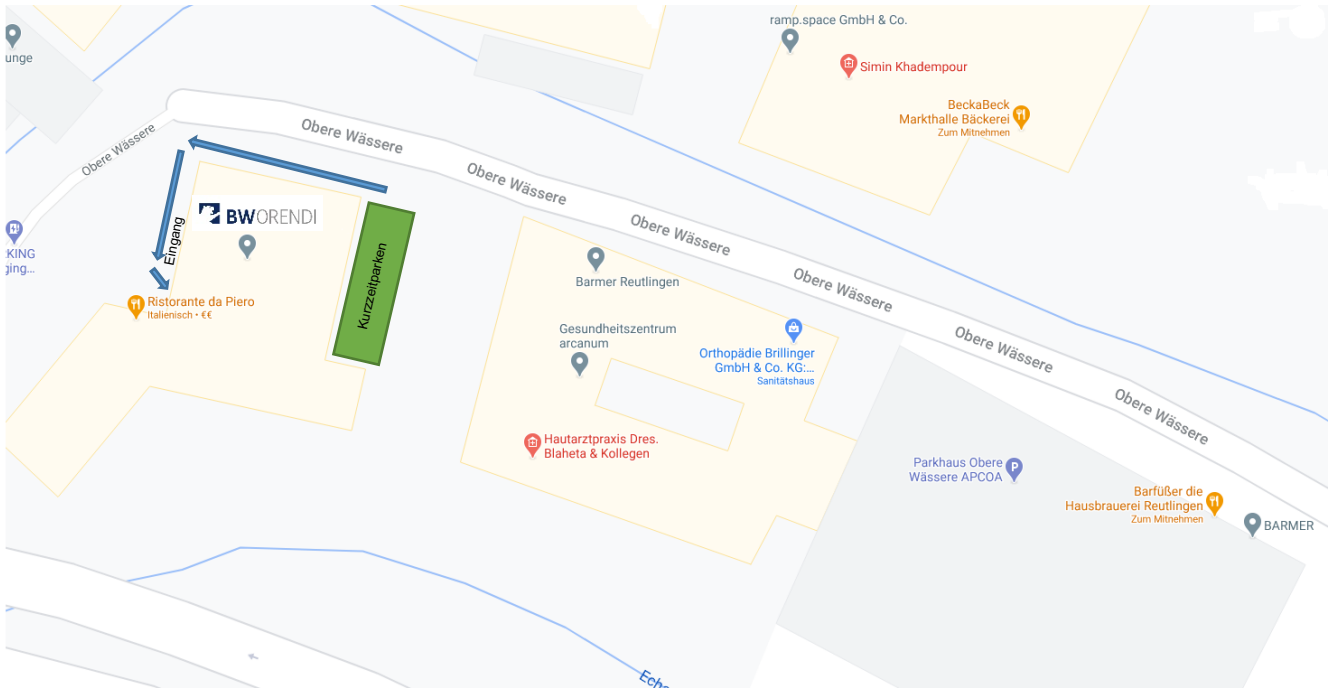 unge
ramp.space GmbH & Co.
Simin Khadempour
BeckaBeck
Markthalle Bäckerei
Zum Mitnehmen
Obere Wässere
Obere Wässere
Obere Wässere
Obere Wässere
Obere Wässere
Obere Wässere
Obere Wässere
BWORENDI
Eingang
KING
ging...
Ristorante da Piero
Italienisch • €€
Kurzzeitparken
Barmer Reutlingen
Gesundheitszentrum
arcanum
Orthopädie Brillinger
GmbH & Co. KG:...
Sanitätshaus
Hautarztpraxis Dres.
Blaheta & Kollegen
Parkhaus Obere
Wässere APCOA
P
Barfüßer die
Hausbrauerei Reutlingen
Zum Mitnehmen
BARMER